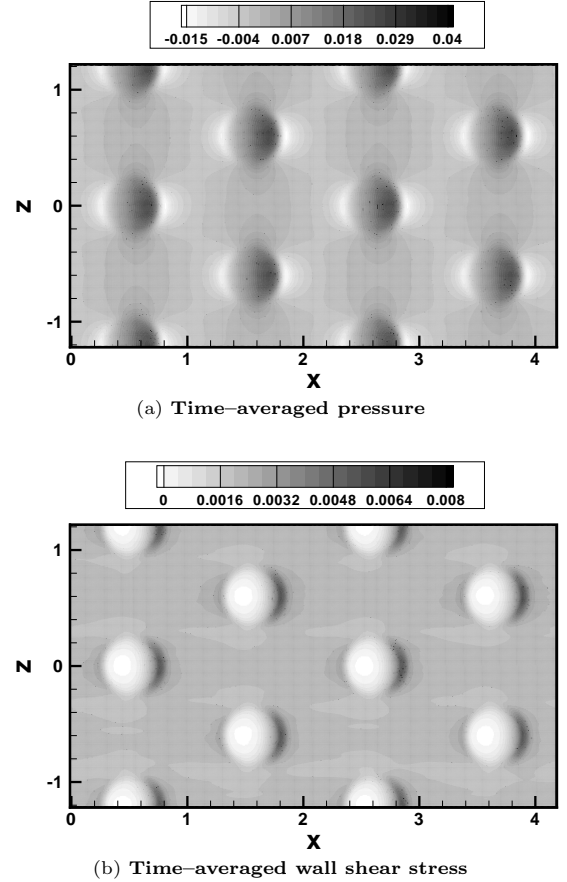 -0.015 -0.004 0.007 0.018 0.029 0.04
1
0
-1
Z
0 1 2 3 4
X
(a) Time–averaged pressure
0 0.0016 0.0032 0.0048 0.0064 0.008
1
0
-1
Z
0 1 2 3 4
X
(b) Time–averaged wall shear stress